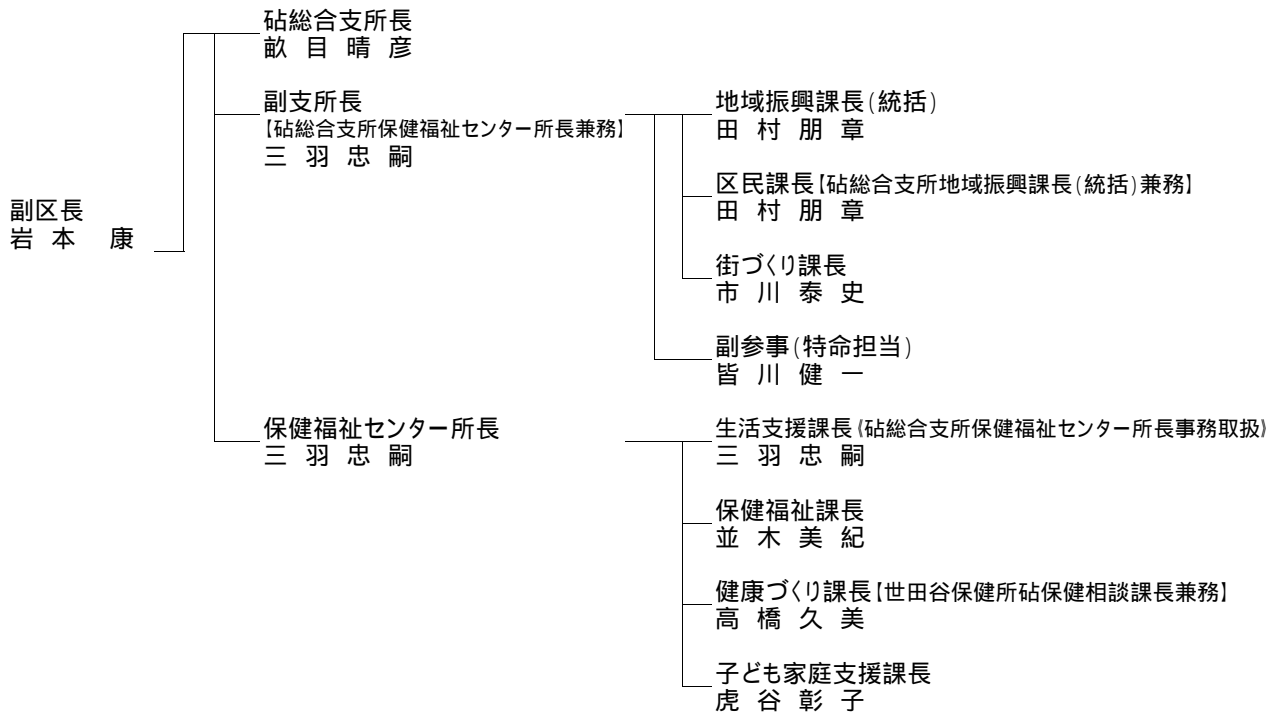 副区長
岩本 康
砧総合支所長
畝目晴彦
副支所長
【砧総合支所保健福祉センター所長兼務】
三羽忠嗣
地域振興課長(統括)
田村朋章
区民課長【砧総合支所地域振興課長(統括)兼務】
田村朋章
街づくり課長
市川泰史
副参事(特命担当)
皆川健一
保健福祉センター所長
三羽忠嗣
生活支援課長《砧総合支所保健福祉センター所長事務取扱》
三羽忠嗣
保健福祉課長
並木美紀
健康づくり課長【世田谷保健所砧保健相談課長兼務】
高橋久美
子ども家庭支援課長
虎谷彰子